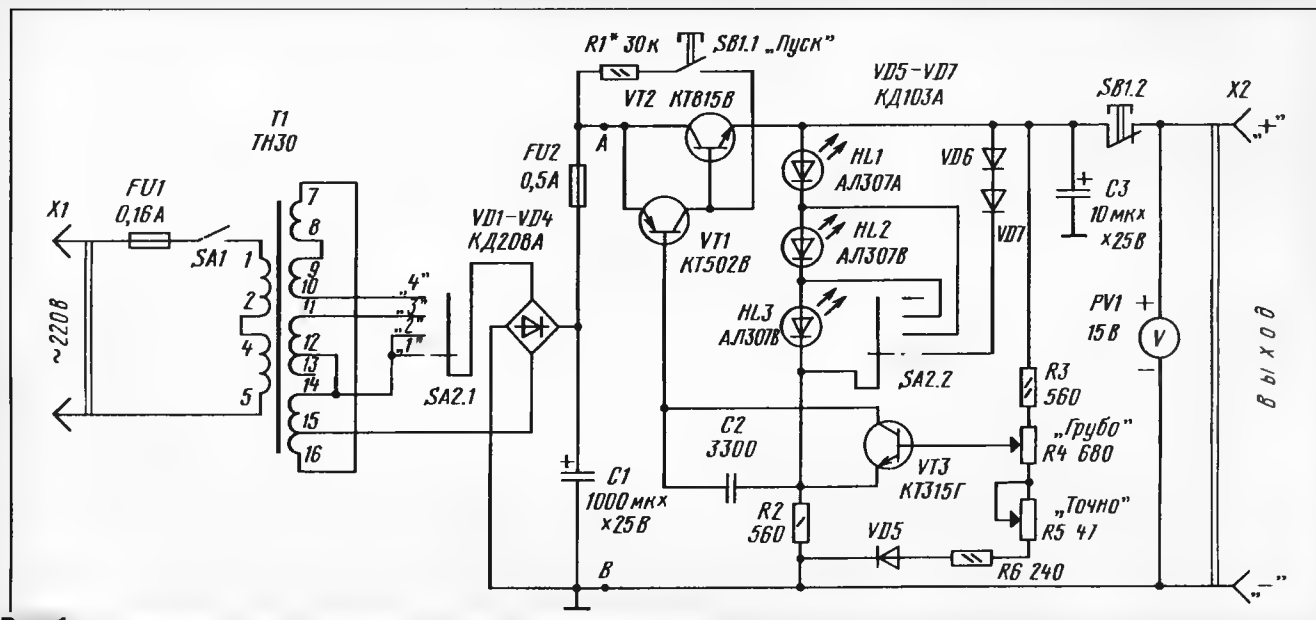 R1* 30к
SB1.1 „Пуск”
VT2 КТ815В
VD5–VD7
КД103А
SB1.2
X2
„+”
T1
ТН30
FU1
0,16А
X1
SA1
~220В
1
2
4
5
7
8
9
10
11
12
13
14
15
16
„4”
„3”
„2”
„1”
SA2.1
VD1–VD4
КД208А
FU2
0,5А
А
VT1
КТ502В
HL1
АЛ307А
HL2
АЛ307В
HL3
АЛ307В
VD6
VD7
SA2.2
C3
10 мк×
×25В
PV1
15В
+
V
–
Выход
R3
560
„Грубо”
R4 680
„Точно”
R5 47
R6 240
VD5
VT3
КТ315Г
C2
3300
R2
560
+
C1
1000 мк×
×25В
В
„–”